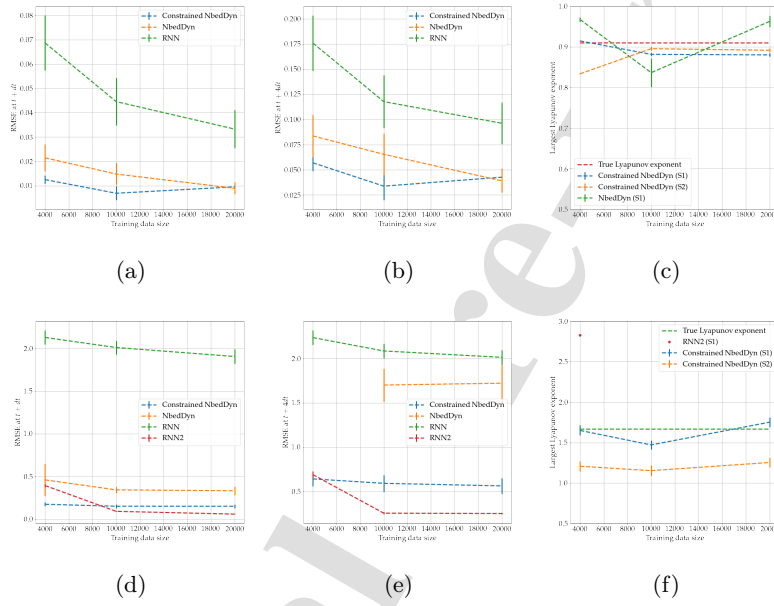 Constrained NbedDyn
NbedDyn
RNN
0.08
0.07
0.06
0.05
0.04
0.03
0.02
0.01
RMSE at t + dt
4000 6000 8000 10000 12000 14000 16000 18000 20000
Training data size
(a)
Constrained NbedDyn
NbedDyn
RNN
0.200
0.175
0.150
0.125
0.100
0.075
0.050
0.025
RMSE at t + 4dt
4000 6000 8000 10000 12000 14000 16000 18000 20000
Training data size
(b)
1.0
0.9
0.8
0.7
0.6
0.5
Largest Lyapunov exponent
True Lyapunov exponent
Constrained NbedDyn (S1)
Constrained NbedDyn (S2)
NbedDyn (S1)
4000 6000 8000 10000 12000 14000 16000 18000 20000
Training data size
(c)
2.0
1.5
1.0
0.5
0.0
RMSE at t + dt
Constrained NbedDyn
NbedDyn
RNN
RNN2
4000 6000 8000 10000 12000 14000 16000 18000 20000
Training data size
(d)
2.0
1.5
1.0
0.5
RMSE at t + 4dt
Constrained NbedDyn
NbedDyn
RNN
RNN2
4000 6000 8000 10000 12000 14000 16000 18000 20000
Training data size
(e)
3.0
2.5
2.0
1.5
1.0
0.5
Largest Lyapunov exponent
True Lyapunov exponent
RNN2 (S1)
Constrained NbedDyn (S1)
Constrained NbedDyn (S2)
4000 6000 8000 10000 12000 14000 16000 18000 20000
Training data size
(f)